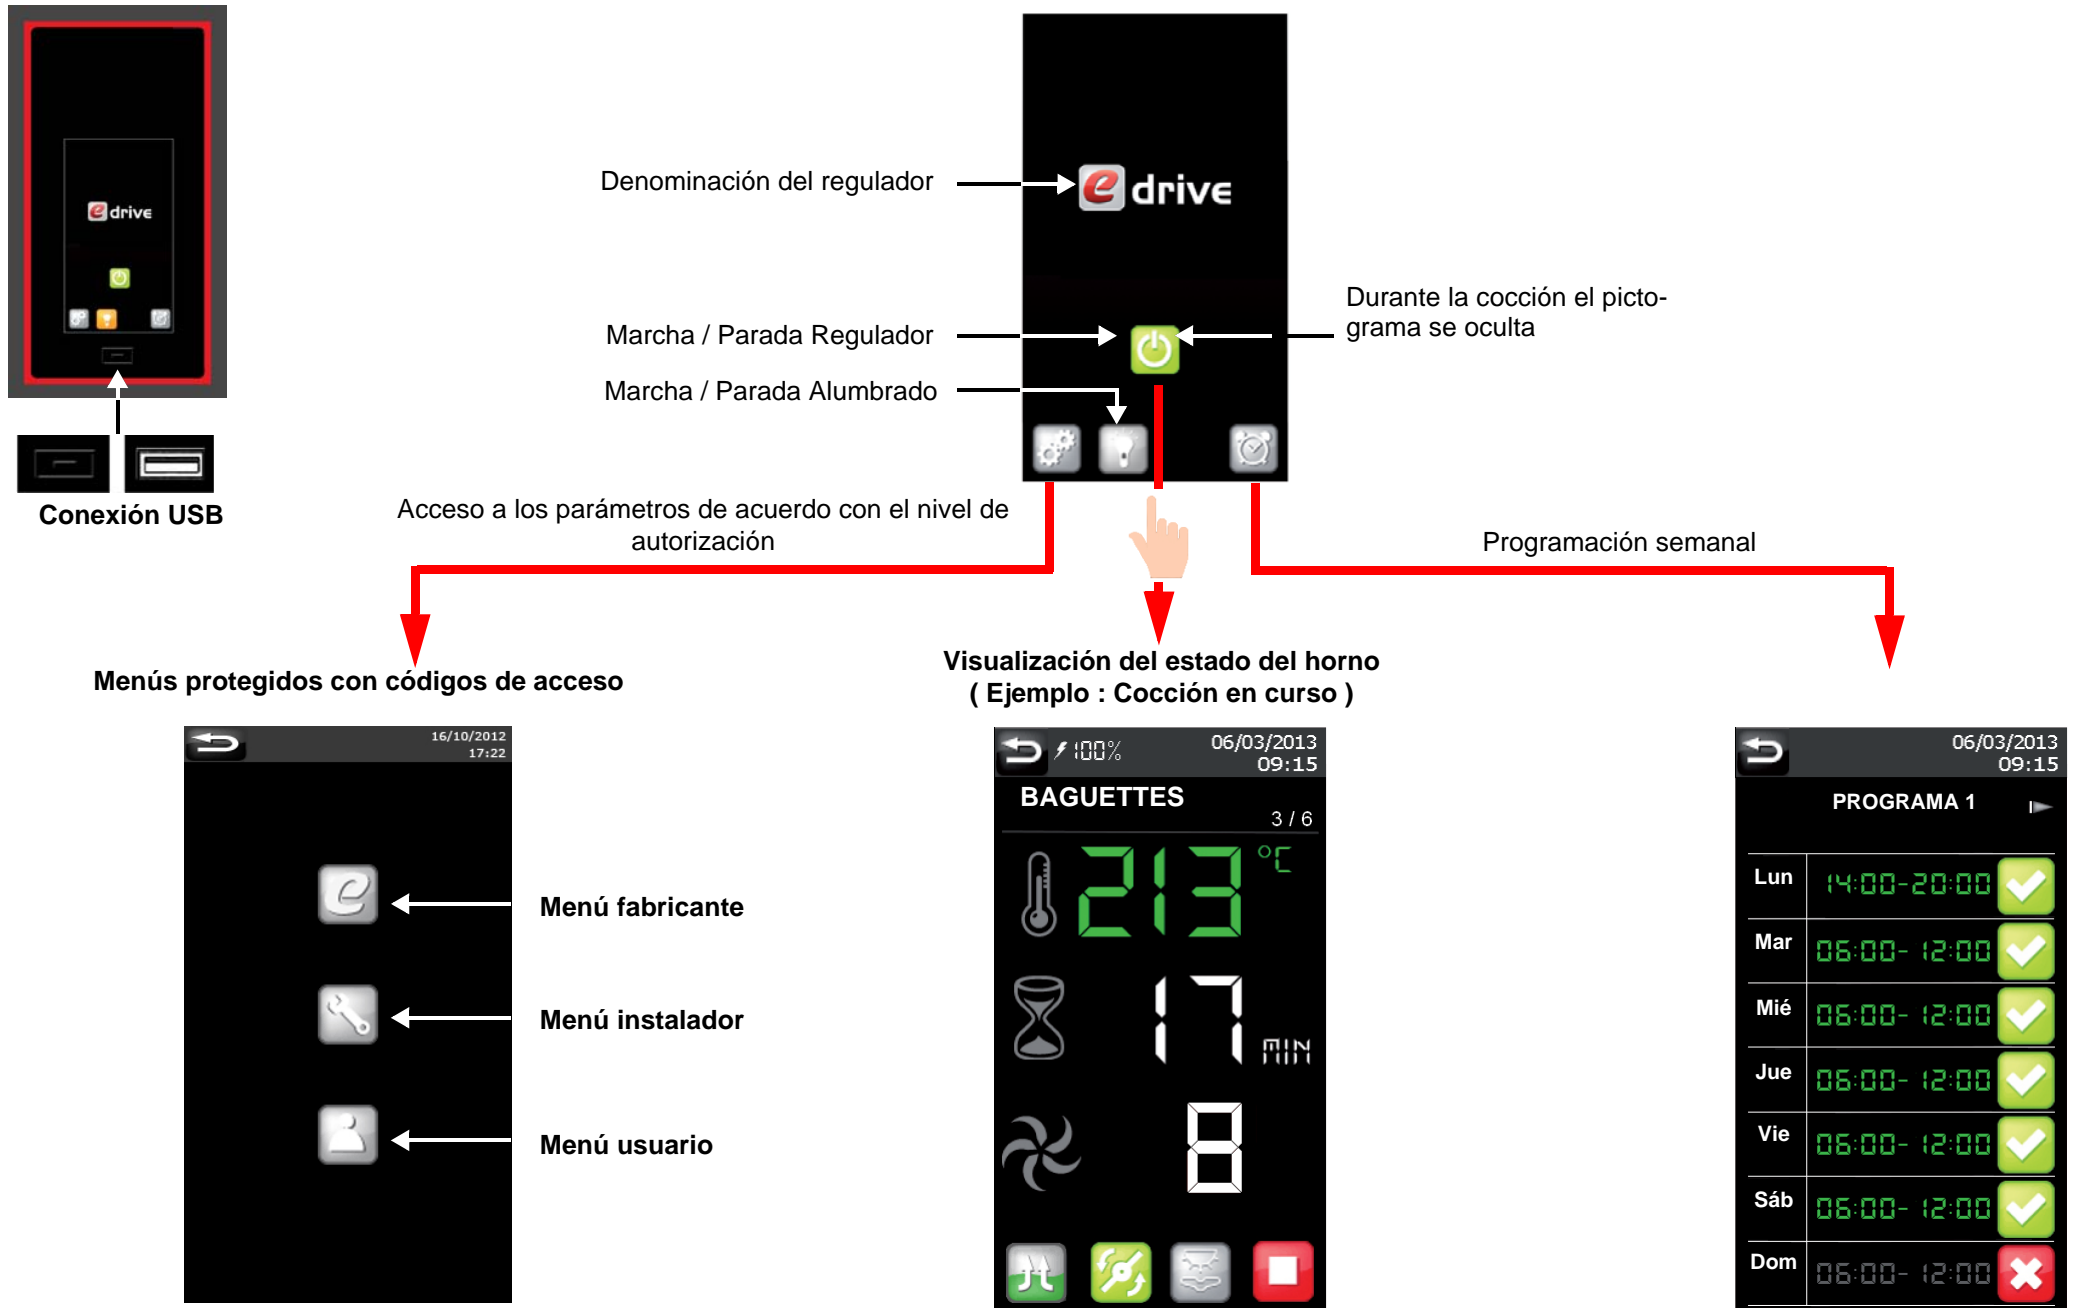 e drive
Conexión USB
e drive
Denominación del regulador
Marcha / Parada Regulador
Marcha / Parada Alumbrado
Durante la cocción el picto-
grama se oculta
Acceso a los parámetros de acuerdo con el nivel de
autorización
Programación semanal
Menús protegidos con códigos de acceso
16/10/2012
17:22
e
Menú fabricante
Menú instalador
Menú usuario
Visualización del estado del horno
( Ejemplo : Cocción en curso )
100%
06/03/2013
09:15
BAGUETTES
3 / 6
213 °C
17 MIN
8
06/03/2013
09:15
PROGRAMA 1
Lun 14:00-20:00
Mar 06:00-12:00
Mié 06:00-12:00
Jue 06:00-12:00
Vie 06:00-12:00
Sáb 06:00-12:00
Dom 06:00-12:00